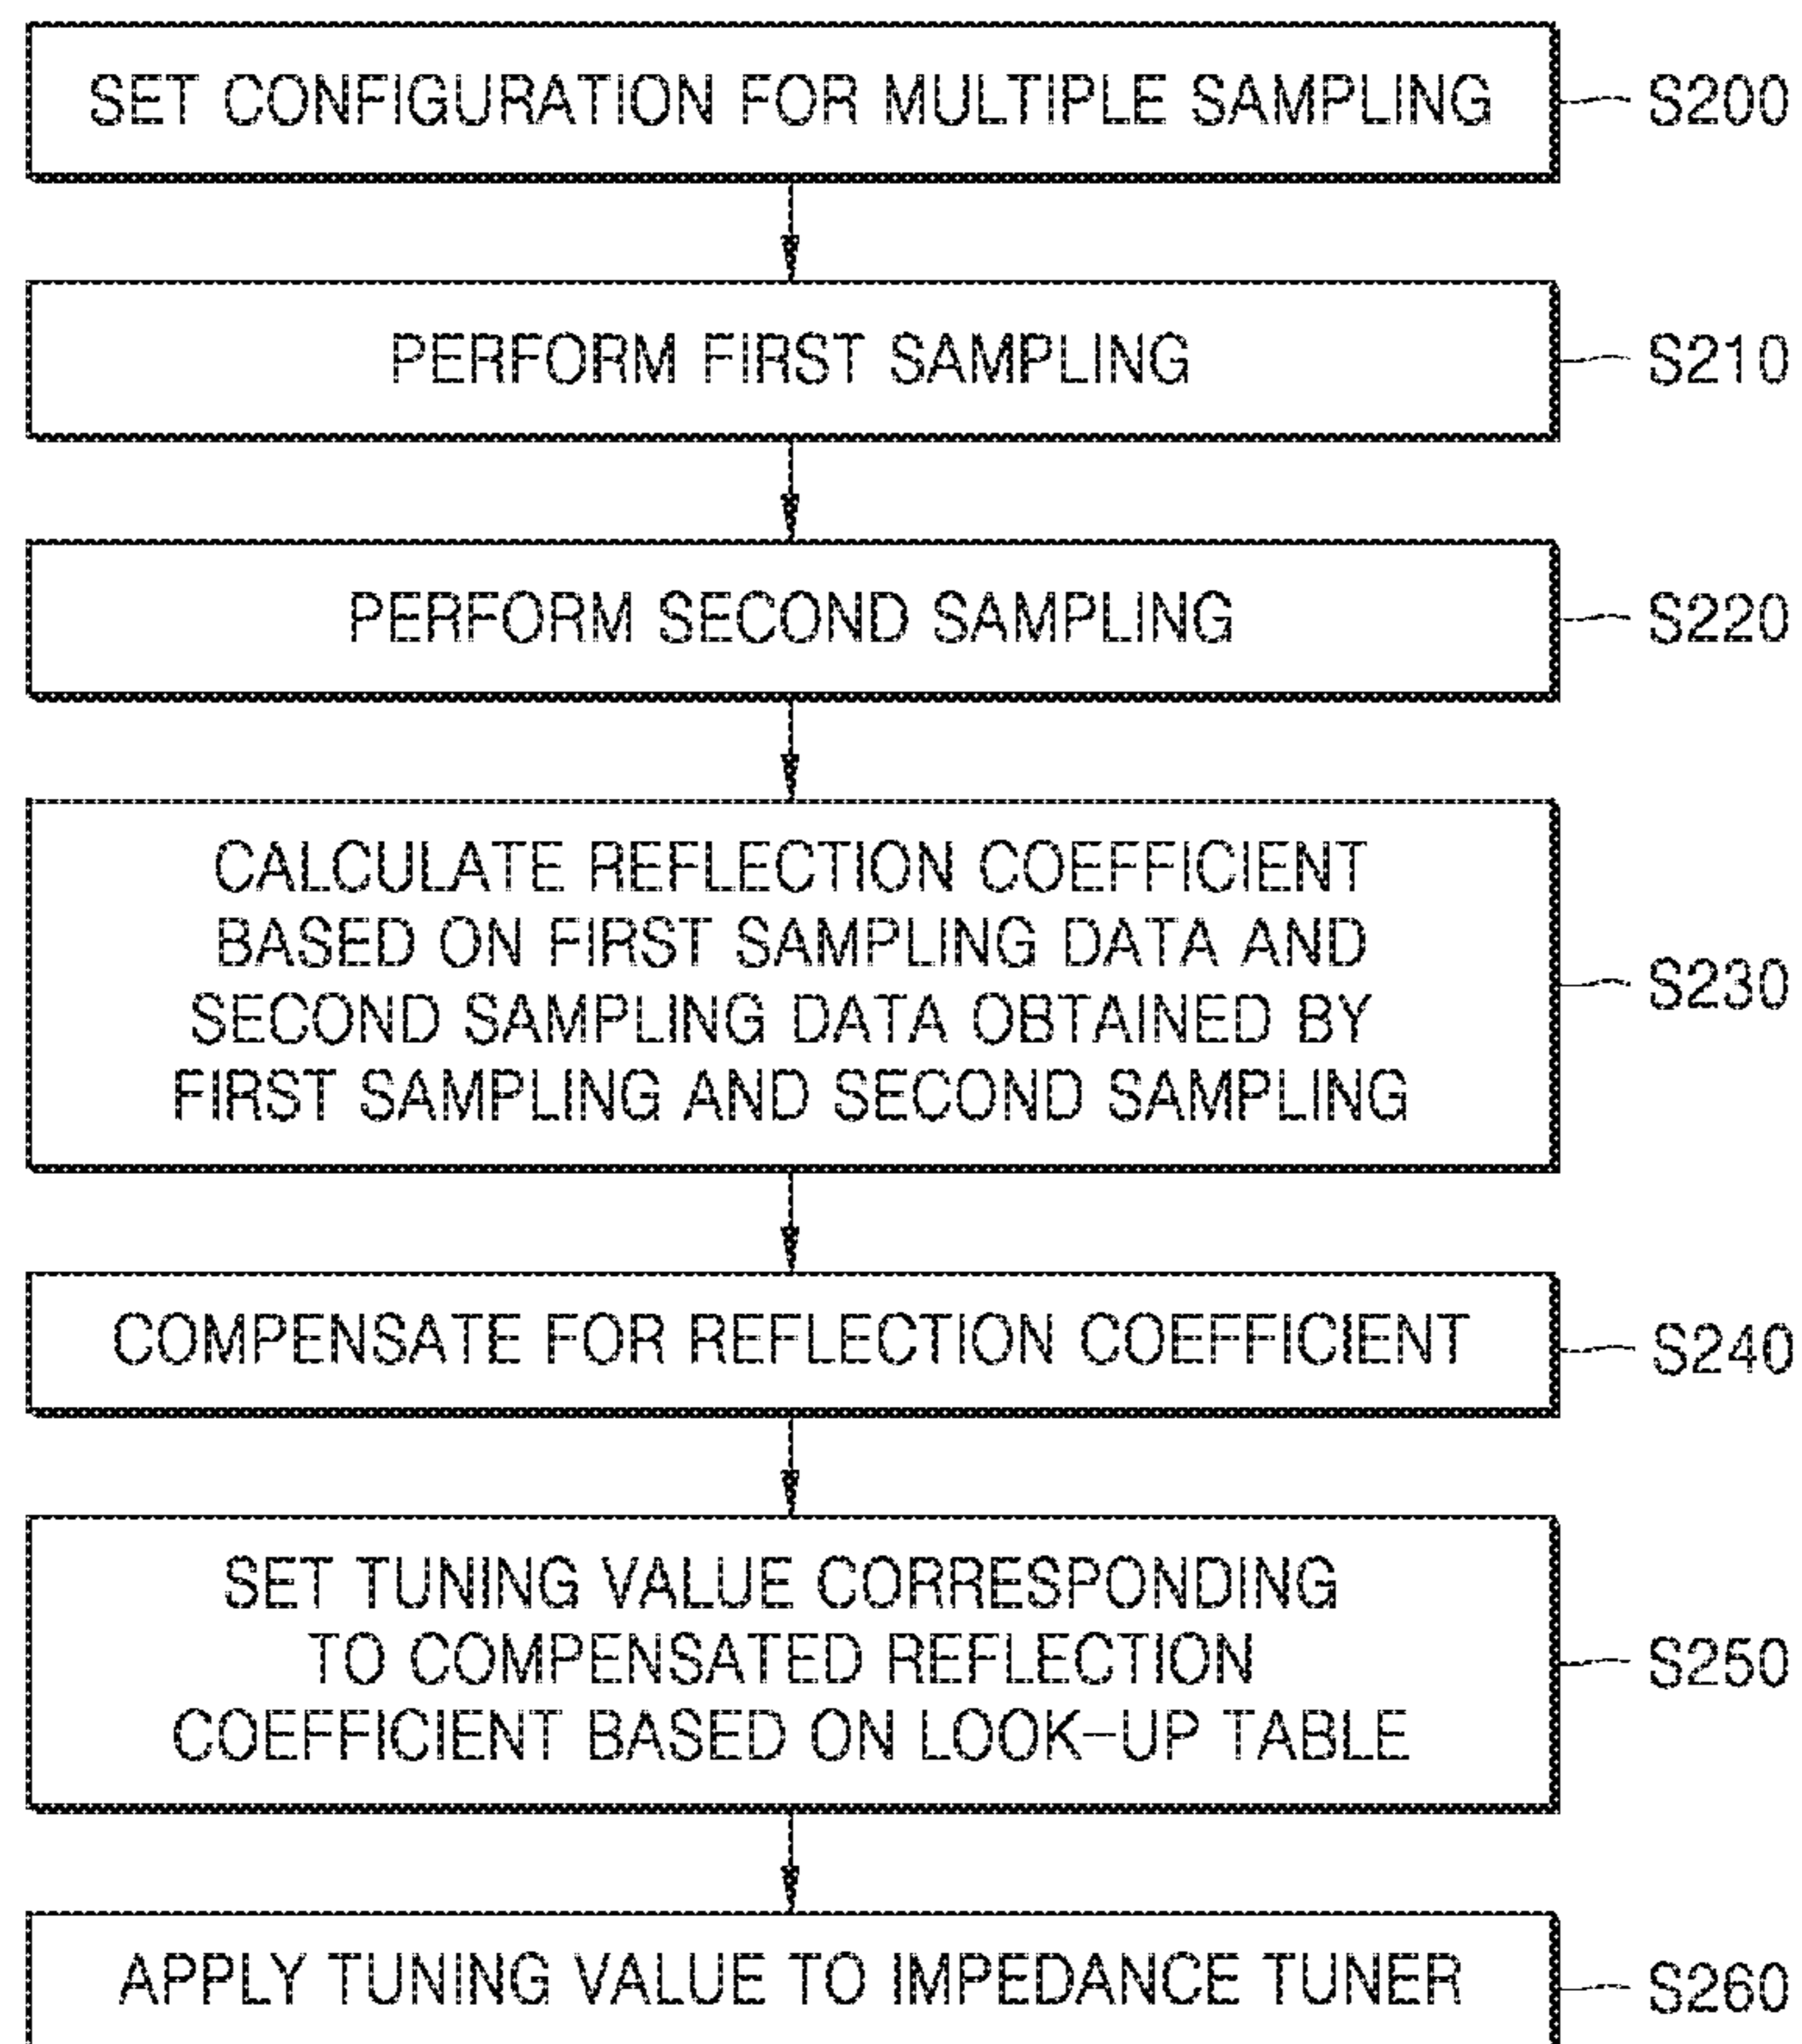 SET CONFIGURATION FOR MULTIPLE SAMPLING
S200
PERFORM FIRST SAMPLING
S210
PERFORM SECOND SAMPLING
S220
CALCULATE REFLECTION COEFFICIENT
BASED ON FIRST SAMPLING DATA AND
SECOND SAMPLING DATA OBTAINED BY
FIRST SAMPLING AND SECOND SAMPLING
S230
COMPENSATE FOR REFLECTION COEFFICIENT
S240
SET TUNING VALUE CORRESPONDING
TO COMPENSATED REFLECTION
COEFFICIENT BASED ON LOOK-UP TABLE
S250
APPLY TUNING VALUE TO IMPEDANCE TUNER
S260